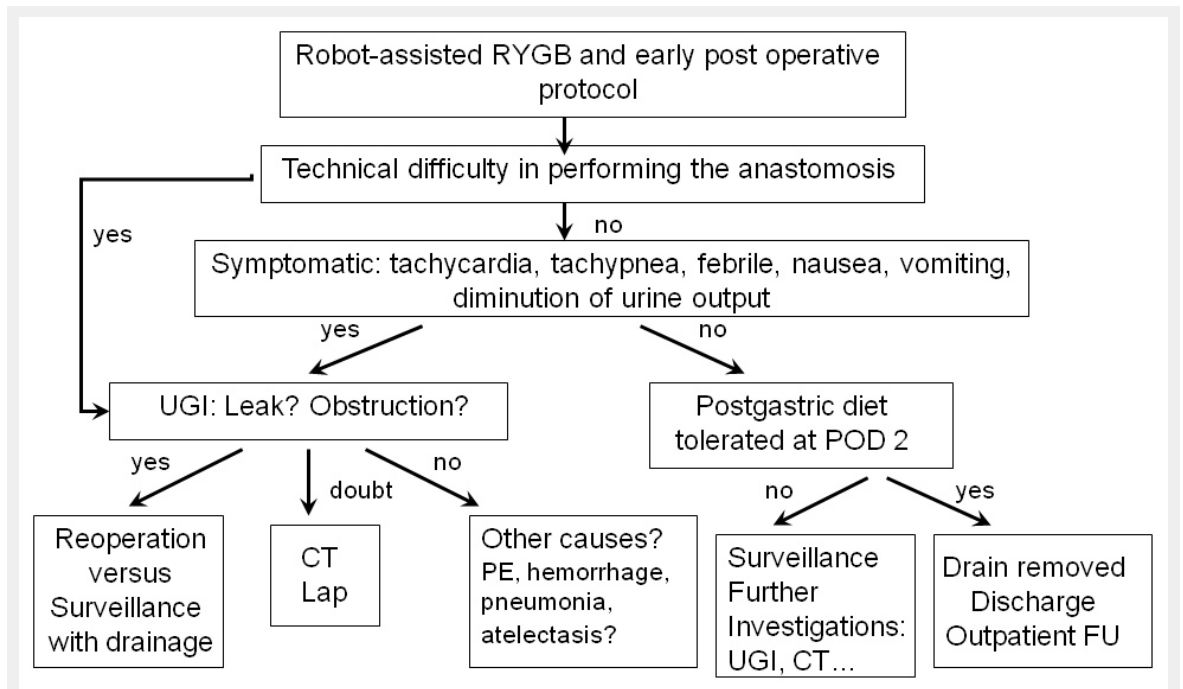 Robot-assisted RYGB and early post operative
protocol
Technical difficulty in performing the anastomosis
yes
no
Symptomatic: tachycardia, tachypnea, febrile, nausea, vomiting,
diminution of urine output
yes
no
UGI: Leak? Obstruction?
Postgastric diet
tolerated at POD 2
yes
doubt
no
no
yes
Reoperation
versus
Surveillance
with drainage
CT
Lap
Other causes?
PE, hemorrhage,
pneumonia,
atelectasis?
Surveillance
Further
Investigations:
UGI, CT...
Drain removed
Discharge
Outpatient FU